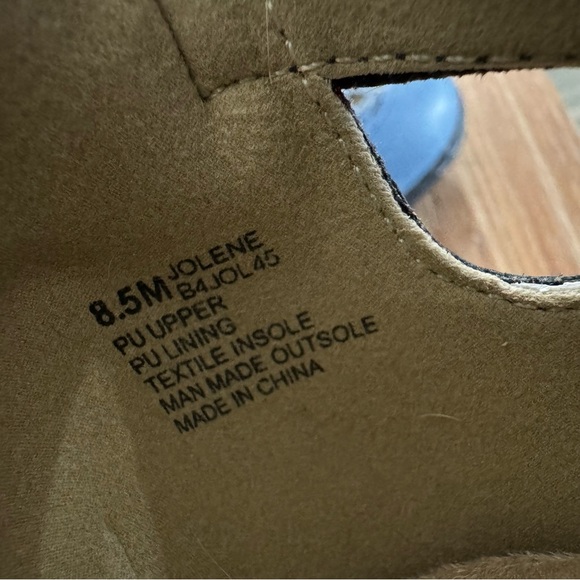 8.5M JOLENE
B4JOL45
PU UPPER
PU LINING
TEXTILE INSOLE
MAN MADE OUTSOLE
MADE IN CHINA